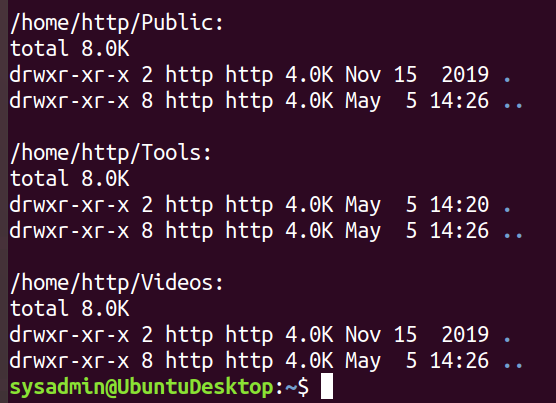 /home/http/Public:
total 8.0K
drwxr-xr-x 2 http http 4.0K Nov 15  2019 .
drwxr-xr-x 8 http http 4.0K May  5 14:26 ..
/home/http/Tools:
total 8.0K
drwxr-xr-x 2 http http 4.0K May  5 14:20 .
drwxr-xr-x 8 http http 4.0K May  5 14:26 ..
/home/http/Videos:
total 8.0K
drwxr-xr-x 2 http http 4.0K Nov 15  2019 .
drwxr-xr-x 8 http http 4.0K May  5 14:26 ..
sysadmin@UbuntuDesktop:~$